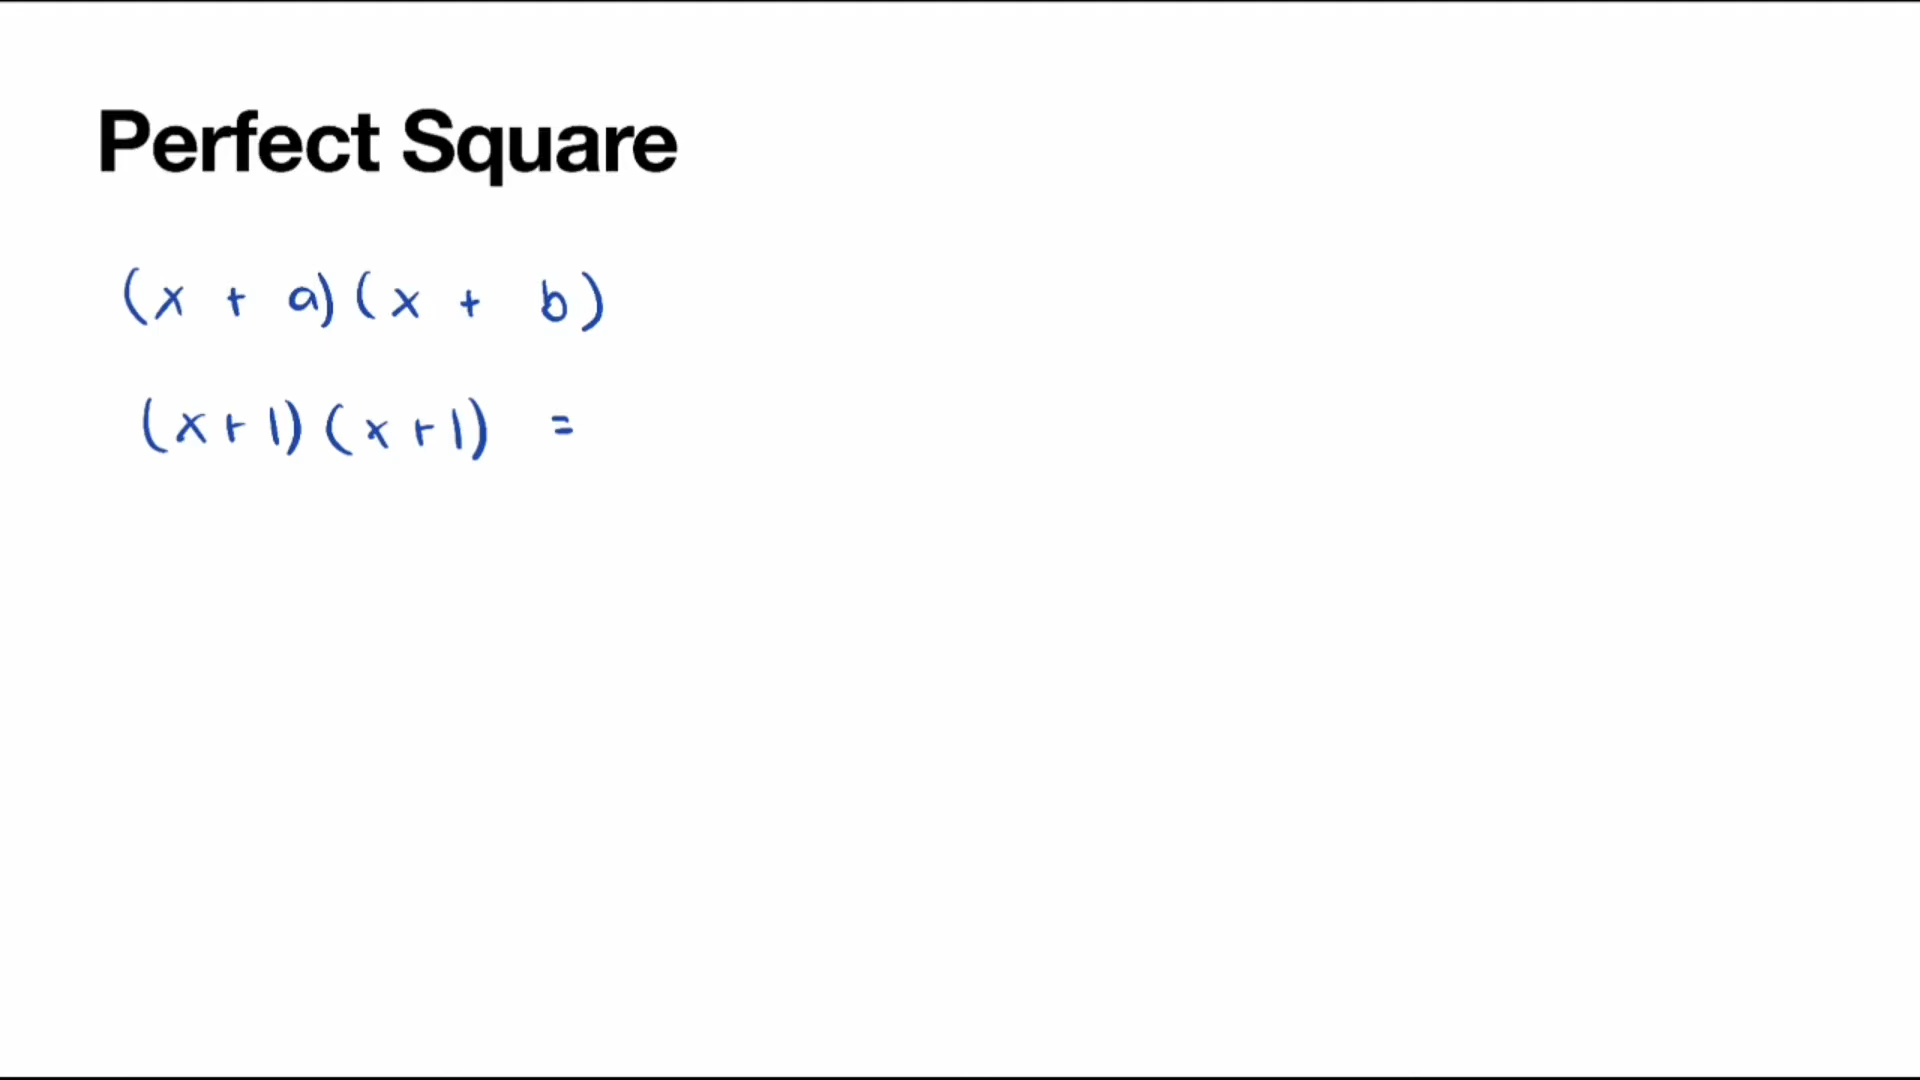 Perfect Square
(x + a)(x + b)
(x+1)(x+1) =